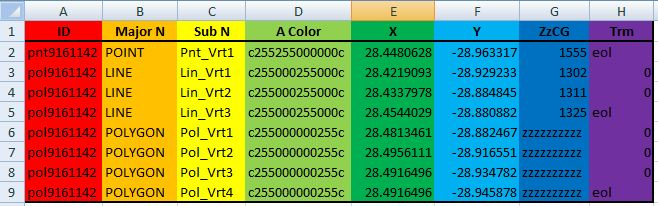 A B C D E F G H
1 ID Major N Sub N A Color X Y ZzCG Trm
2 pnt9161142 POINT Pnt_Vrt1 c255255000000c 28.4480628 -28.963317 1555 eol
3 pol9161142 LINE Lin_Vrt1 c255000000255c 28.4219093 -28.929233 1302 0
4 pol9161142 LINE Lin_Vrt2 c255000000255c 28.4337978 -28.884845 1311 0
5 pol9161142 LINE Lin_Vrt3 c255000000255c 28.4544029 -28.880882 1325 eol
6 pol9161142 POLYGON Pol_Vrt1 c255000000255c 28.4813461 -28.882467 zzzzzzzzzz 0
7 pol9161142 POLYGON Pol_Vrt2 c255000000255c 28.4956111 -28.916551 zzzzzzzzzz 0
8 pol9161142 POLYGON Pol_Vrt3 c255000000255c 28.4916496 -28.934782 zzzzzzzzzz 0
9 pol9161142 POLYGON Pol_Vrt4 c255000000255c 28.4916496 -28.945878 zzzzzzzzzz eol